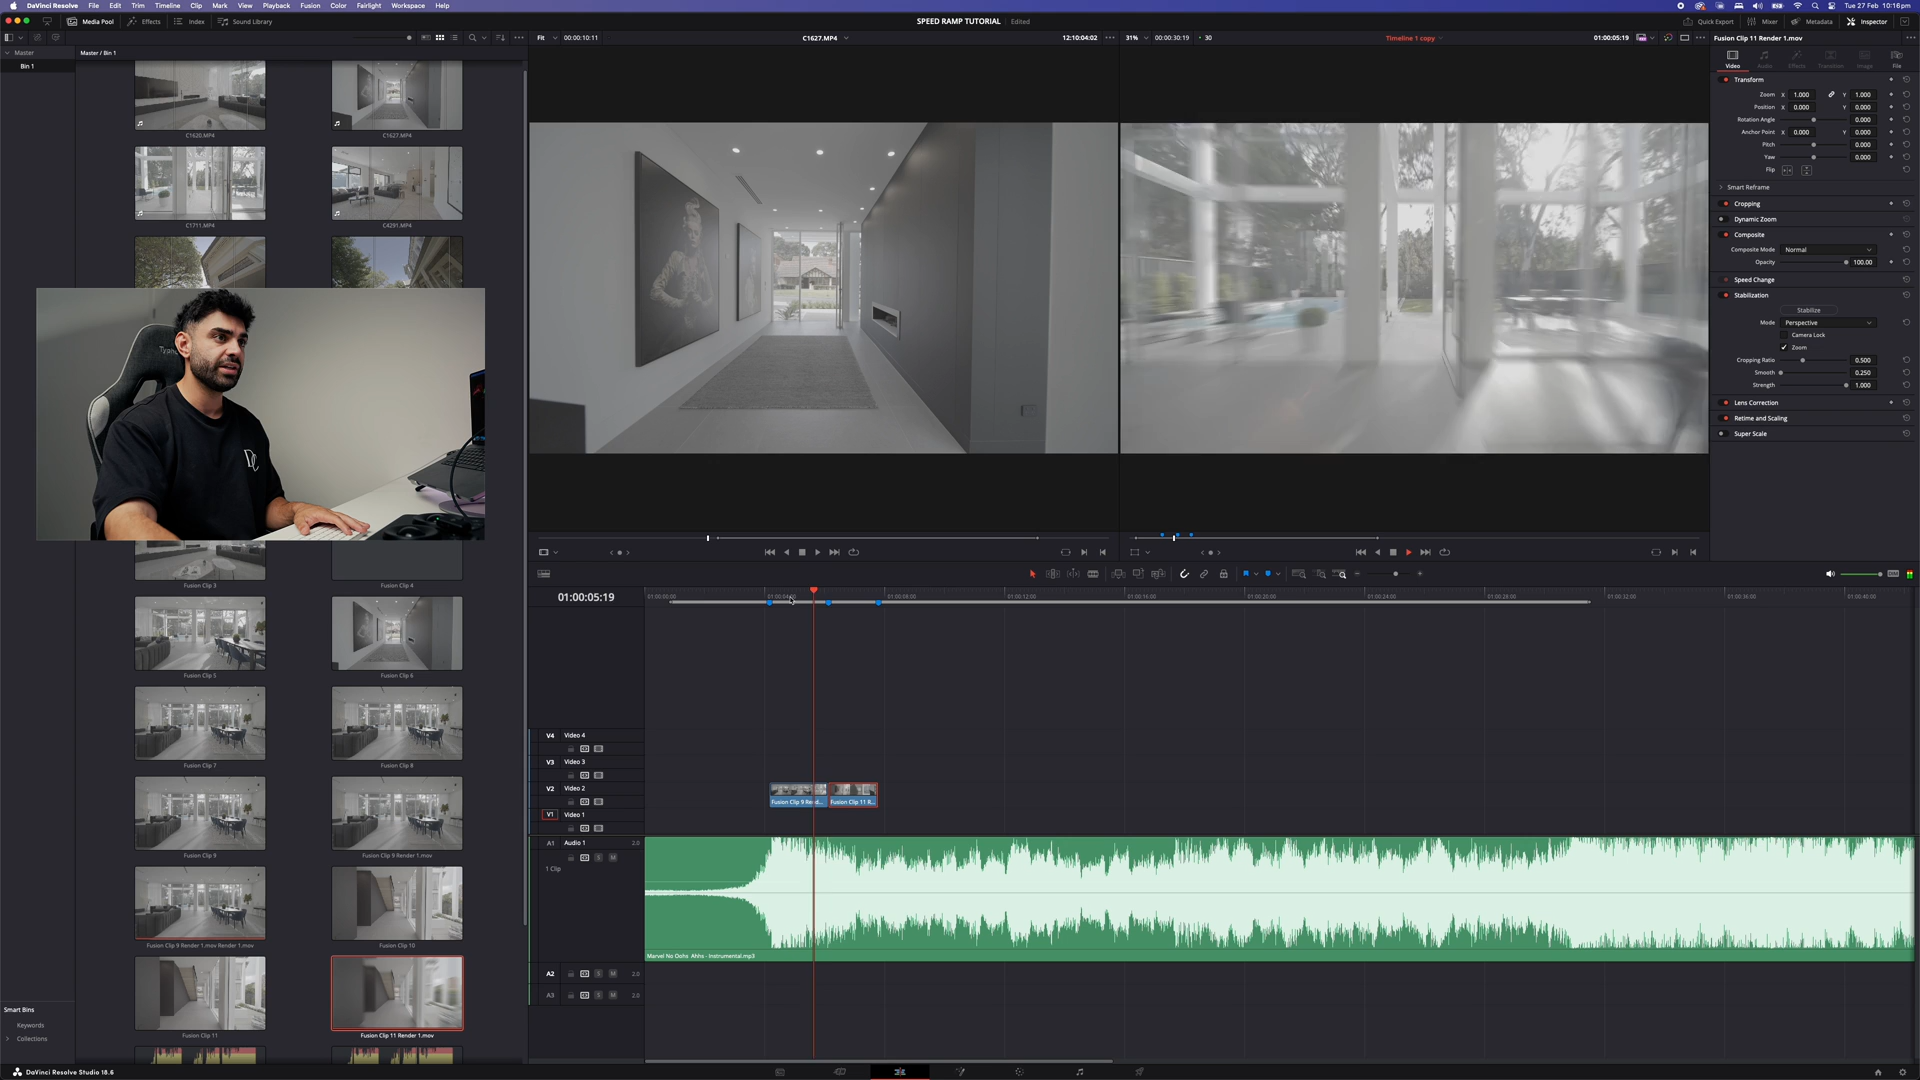 DaVinci Resolve File Edit Trim Timeline Clip Mark View Playback Fusion Color Fairlight Workspace Help
Tue 27 Feb 10:16 pm
Media Pool Effects Index Sound Library
SPEED RAMP TUTORIAL Edited
Quick Export Mixer Metadata Inspector
Fit 00:00:10:11 C1627.MP4 12:10:04:02
31% 00:00:30:19 30 Timeline 1 copy 01:00:05:19
Fusion Clip 11 Render 1.mov
Master
Bin 1
Master / Bin 1
C1620.MP4
C1627.MP4
C1711.MP4
C4291.MP4
Fusion Clip 3
Fusion Clip 4
Fusion Clip 5
Fusion Clip 6
Fusion Clip 7
Fusion Clip 8
Fusion Clip 9
Fusion Clip 9 Render 1.mov
Fusion Clip 9 Render 1.mov Render 1.mov
Fusion Clip 10
Fusion Clip 11
Fusion Clip 11 Render 1.mov
Smart Bins
Keywords
Collections
Video Audio Effects Transition Image File
Transform
Zoom X 1.000 Y 1.000
Position X 0.000 Y 0.000
Rotation Angle 0.000
Anchor Point X 0.000 Y 0.000
Pitch 0.000
Yaw 0.000
Flip
Smart Reframe
Cropping
Dynamic Zoom
Composite
Composite Mode Normal
Opacity 100.00
Speed Change
Stabilization
Stabilize
Mode Perspective
Camera Lock
Zoom
Cropping Ratio 0.500
Smooth 0.250
Strength 1.000
Lens Correction
Retime and Scaling
Super Scale
DIM
01:00:05:19
01:00:00:00 01:00:04:00 01:00:08:00 01:00:12:00 01:00:16:00 01:00:20:00 01:00:24:00 01:00:28:00 01:00:32:00 01:00:36:00 01:00:40:00
V4 Video 4
V3 Video 3
V2 Video 2
Fusion Clip 9 Rend... Fusion Clip 11 R...
V1 Video 1
A1 Audio 1 2.0
S M
1 Clip
Marvel No Oohs Ahhs - Instrumental.mp3
A2 S M 2.0
A3 S M 2.0
DaVinci Resolve Studio 18.6